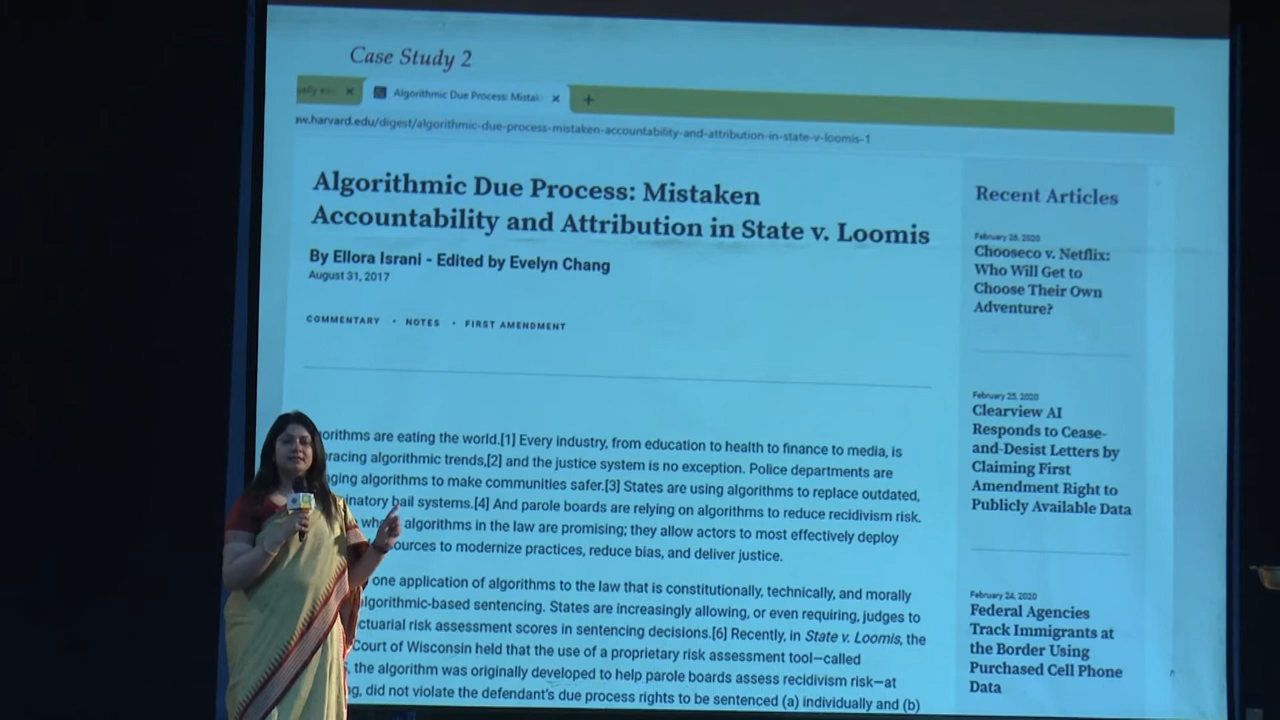 Case Study 2
Algorithmic Due Process: Mistak
w.harvard.edu/digest/algorithmic-due-process-mistaken-accountability-and-attribution-in-state-v-loomis-1
Algorithmic Due Process: Mistaken
Accountability and Attribution in State v. Loomis
By Ellora Israni - Edited by Evelyn Chang
August 31, 2017
COMMENTARY • NOTES • FIRST AMENDMENT
orithms are eating the world.[1] Every industry, from education to health to finance to media, is
bracing algorithmic trends,[2] and the justice system is no exception. Police departments are
ging algorithms to make communities safer.[3] States are using algorithms to replace outdated,
inatory bail systems.[4] And parole boards are relying on algorithms to reduce recidivism risk.
algorithms in the law are promising; they allow actors to most effectively deploy
ources to modernize practices, reduce bias, and deliver justice.
one application of algorithms to the law that is constitutionally, technically, and morally
lgorithmic-based sentencing. States are increasingly allowing, or even requiring, judges to
ctuarial risk assessment scores in sentencing decisions.[6] Recently, in State v. Loomis, the
Court of Wisconsin held that the use of a proprietary risk assessment tool—called
, the algorithm was originally developed to help parole boards assess recidivism risk—at
g, did not violate the defendant's due process rights to be sentenced (a) individually and (b)
Recent Articles
February 26, 2020
Chooseco v. Netflix:
Who Will Get to
Choose Their Own
Adventure?
February 25, 2020
Clearview AI
Responds to Cease-
and-Desist Letters by
Claiming First
Amendment Right to
Publicly Available Data
February 24, 2020
Federal Agencies
Track Immigrants at
the Border Using
Purchased Cell Phone
Data